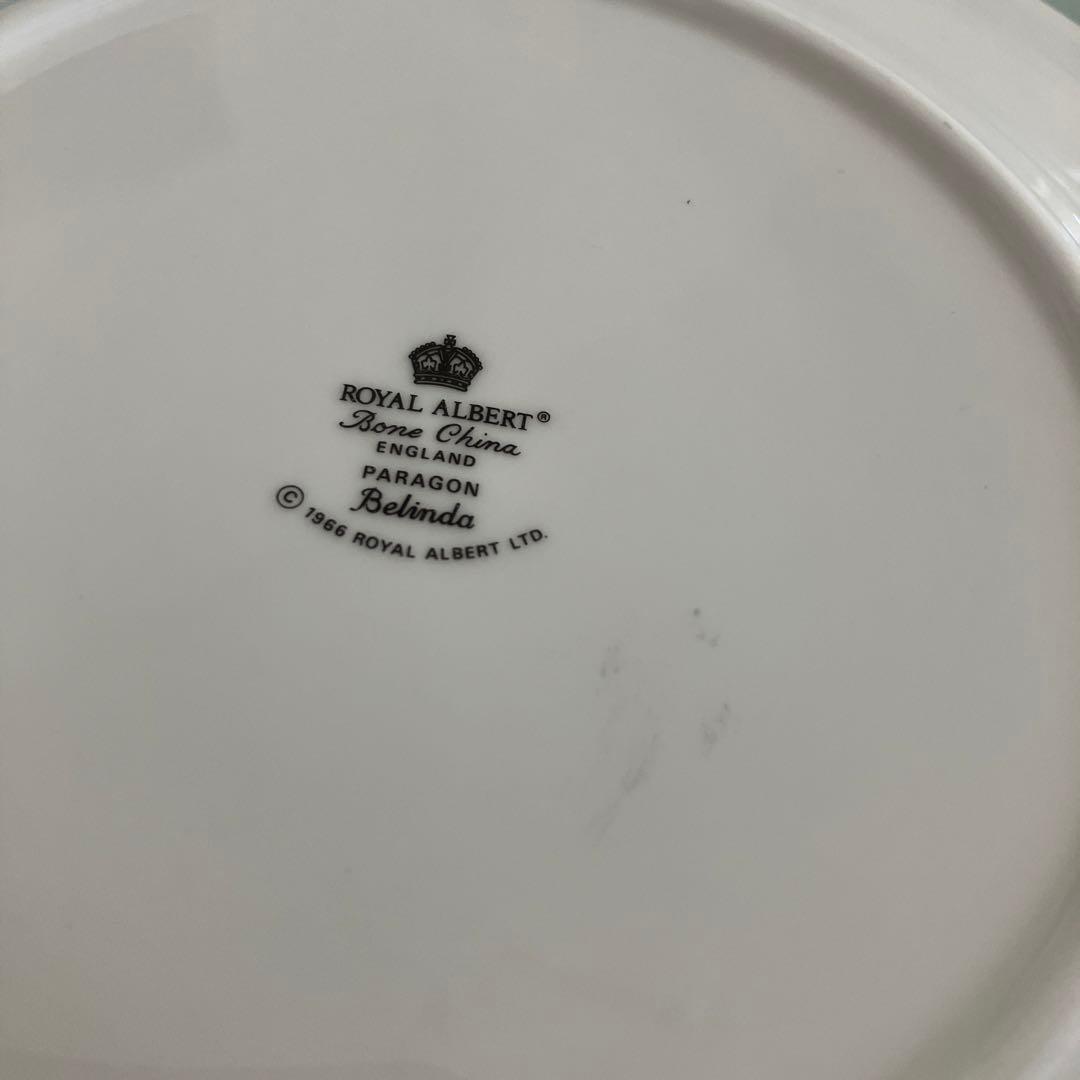 ROYAL ALBERT®
Bone China
ENGLAND
PARAGON
Belinda
© 1966 ROYAL ALBERT LTD.